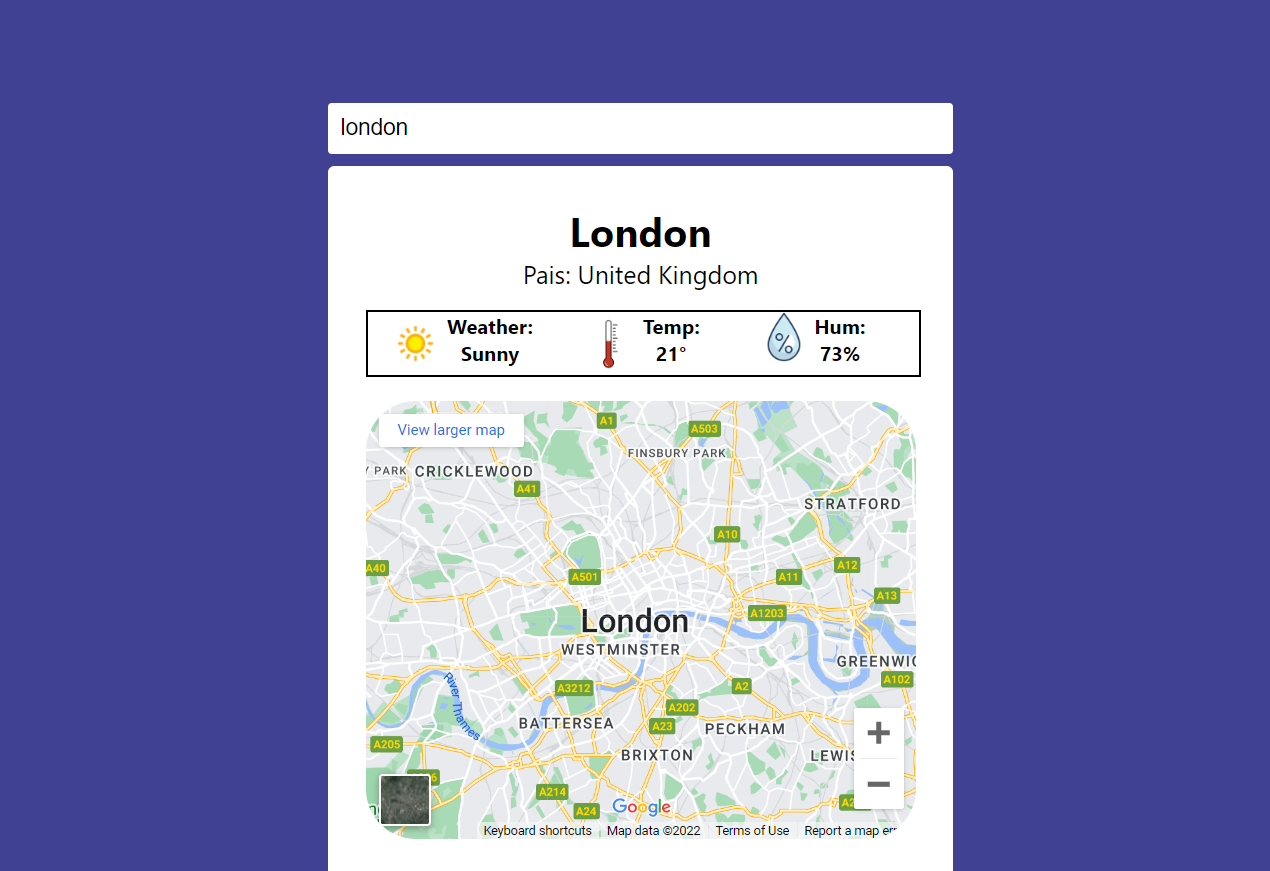 london
London
Pais: United Kingdom
Weather: Temp: Hum:
Sunny 21° 73%
View larger map
A1
A503
FINSBURY PARK
PARK CRICKLEWOOD
A41
STRATFORD
A10
A40
A501
A11
A12
A13
A1203
London
WESTMINSTER
GREENWIC
A102
A3212
A2
River Thames
A202
BATTERSEA
A23
PECKHAM
A205
BRIXTON
LEWIS
A214
A24
Google
Keyboard shortcuts Map data ©2022 Terms of Use Report a map err